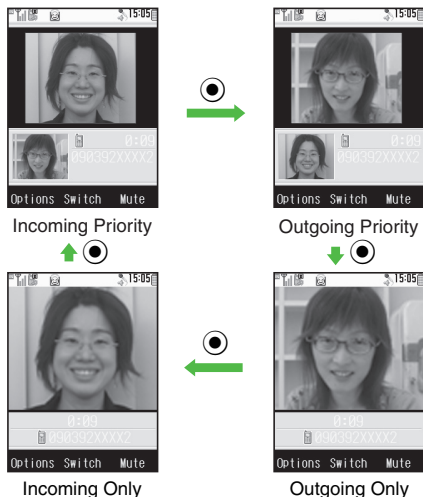 15:05
0:09
090392XXXX2
Options Switch Mute
Incoming Priority
15:05
0:09
090392XXXX2
Options Switch Mute
Outgoing Priority
15:05
0:09
090392XXXX2
Options Switch Mute
Incoming Only
15:05
0:09
090392XXXX2
Options Switch Mute
Outgoing Only